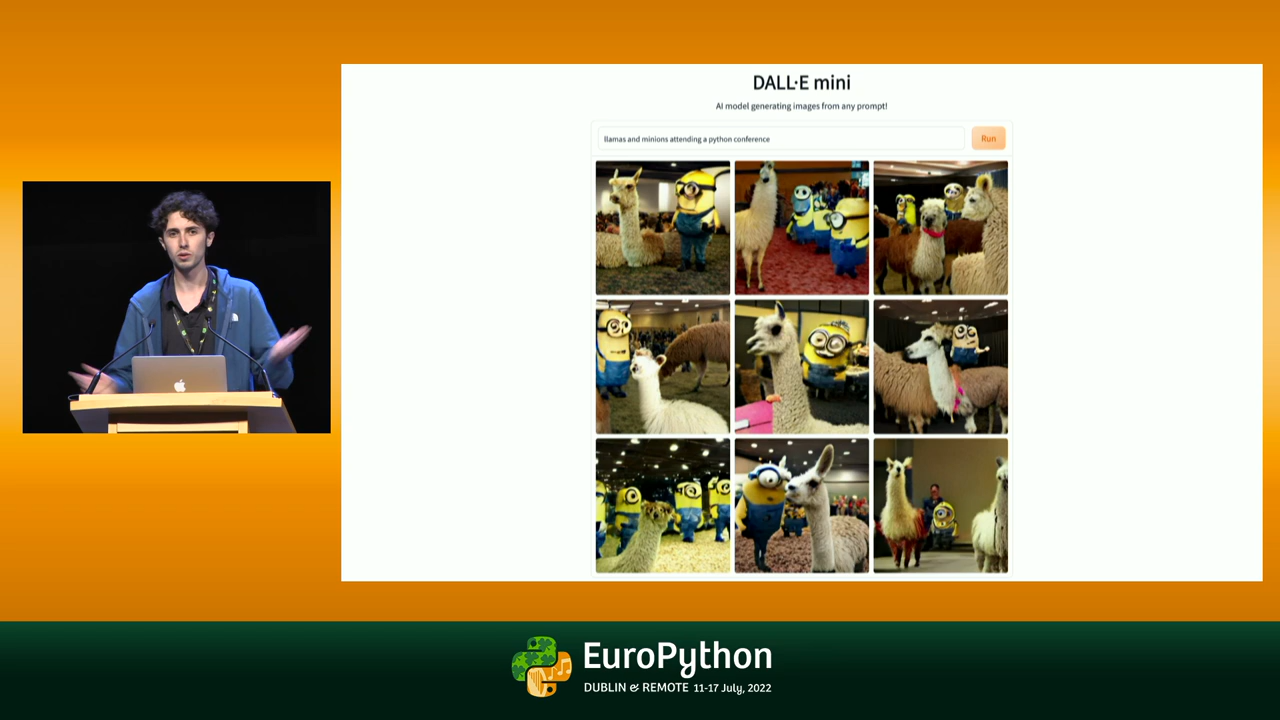 DALL·E mini
AI model generating images from any prompt!
llamas and minions attending a python conference
Run
EuroPython
DUBLIN & REMOTE 11-17 July, 2022